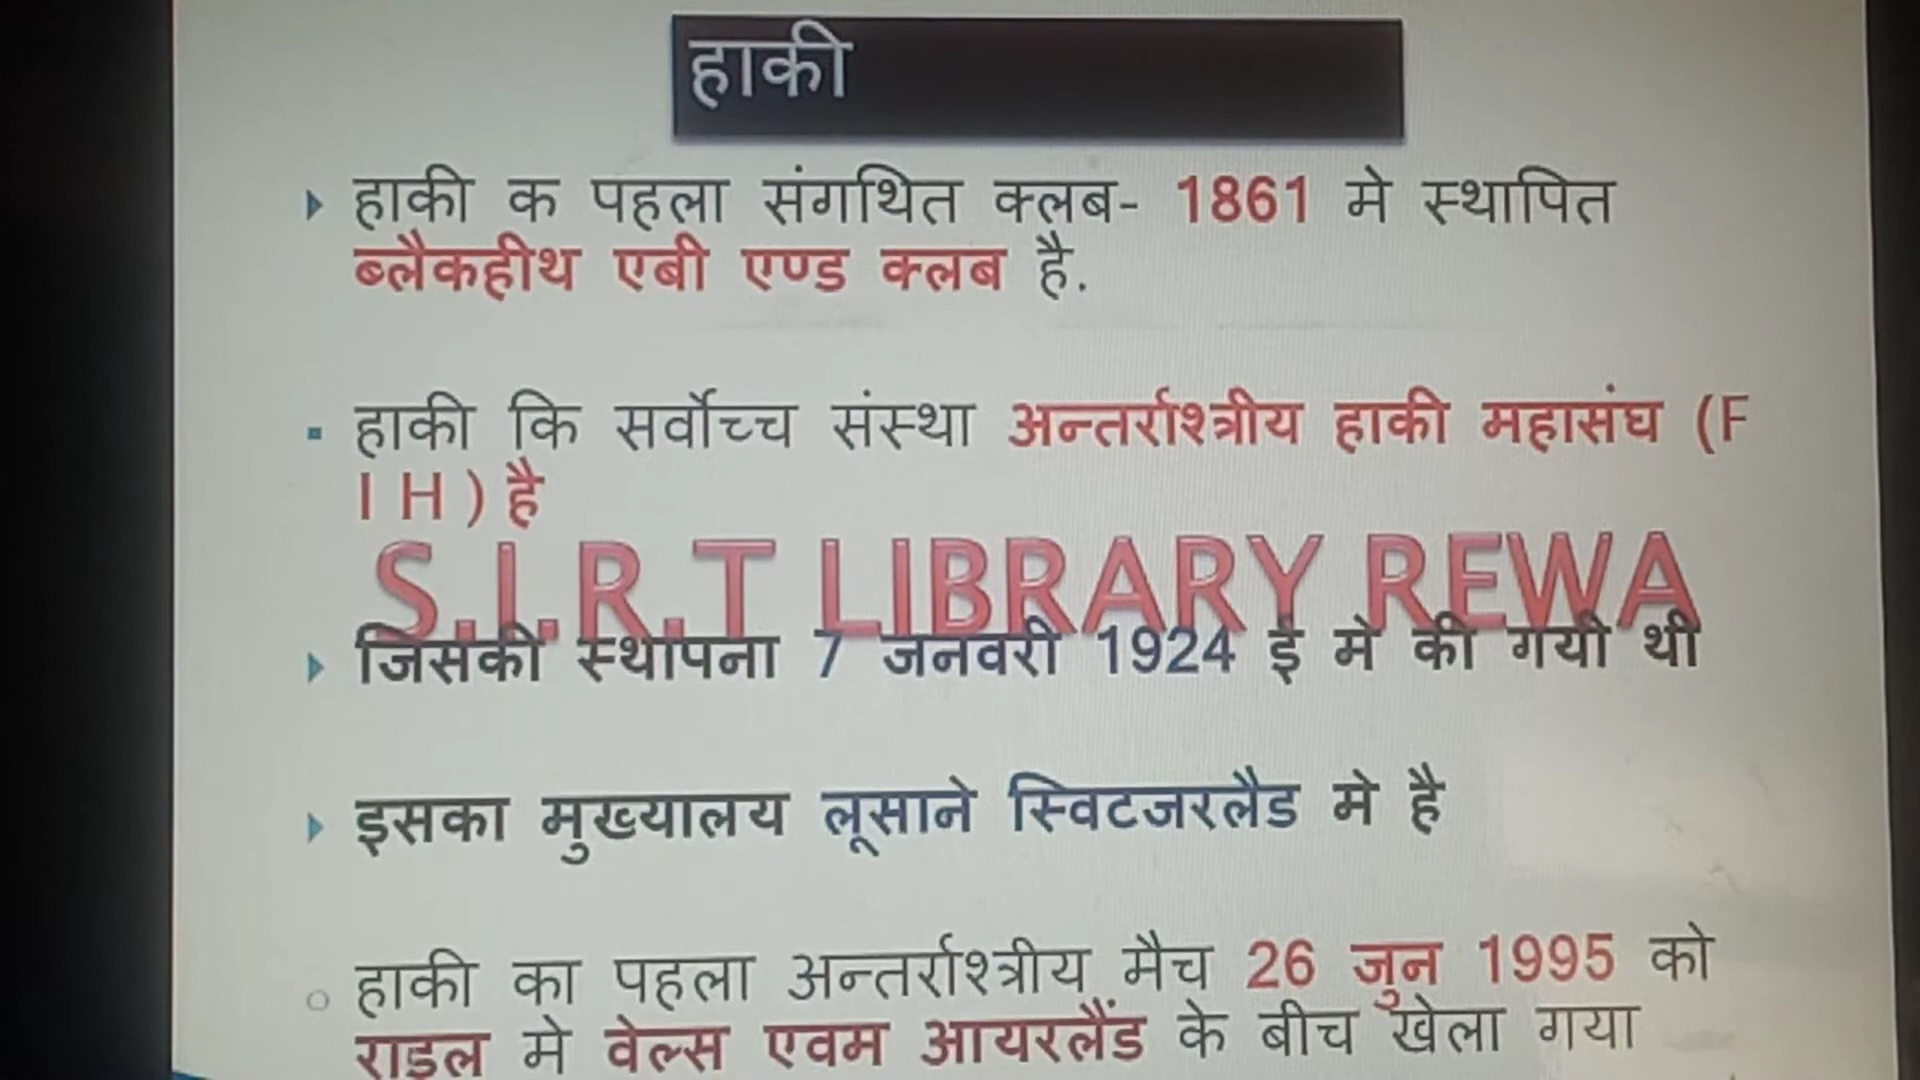 हाकी
हाकी क पहला संगथित क्लब- 1861 मे स्थापित
ब्लैकहीथ एबी एण्ड क्लब है.
हाकी कि सर्वोच्च संस्था अन्तर्राश्त्रीय हाकी महासंघ (F
I H ) है
S.I.R.T LIBRARY REWA
जिसकी स्थापना 7 जनवरी 1924 ई मे की गयी थी
इसका मुख्यालय लूसाने स्विटजरलैड मे है
हाकी का पहला अन्तर्राश्त्रीय मैच 26 जुन 1995 को
राइल मे वेल्स एवम आयरलैंड के बीच खेला गया